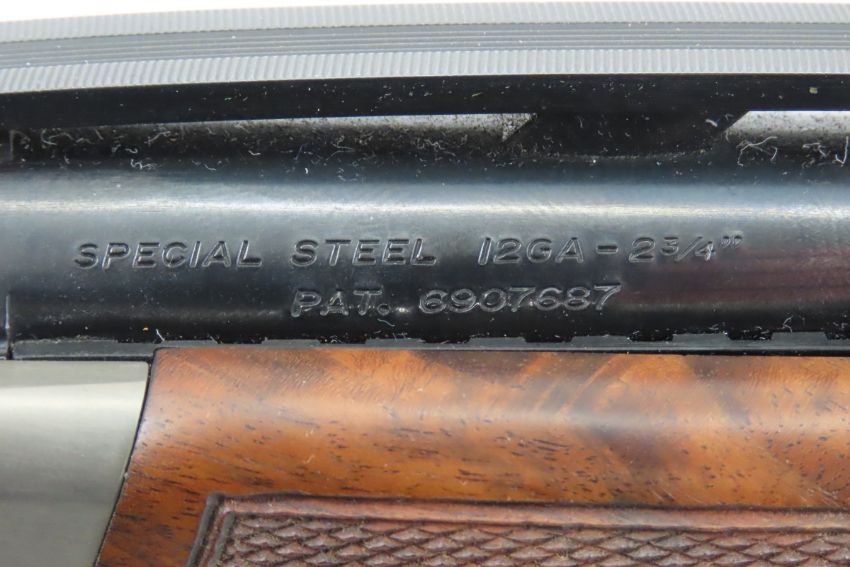 SPECIAL STEEL 12GA-2¾"
PAT. 6907687